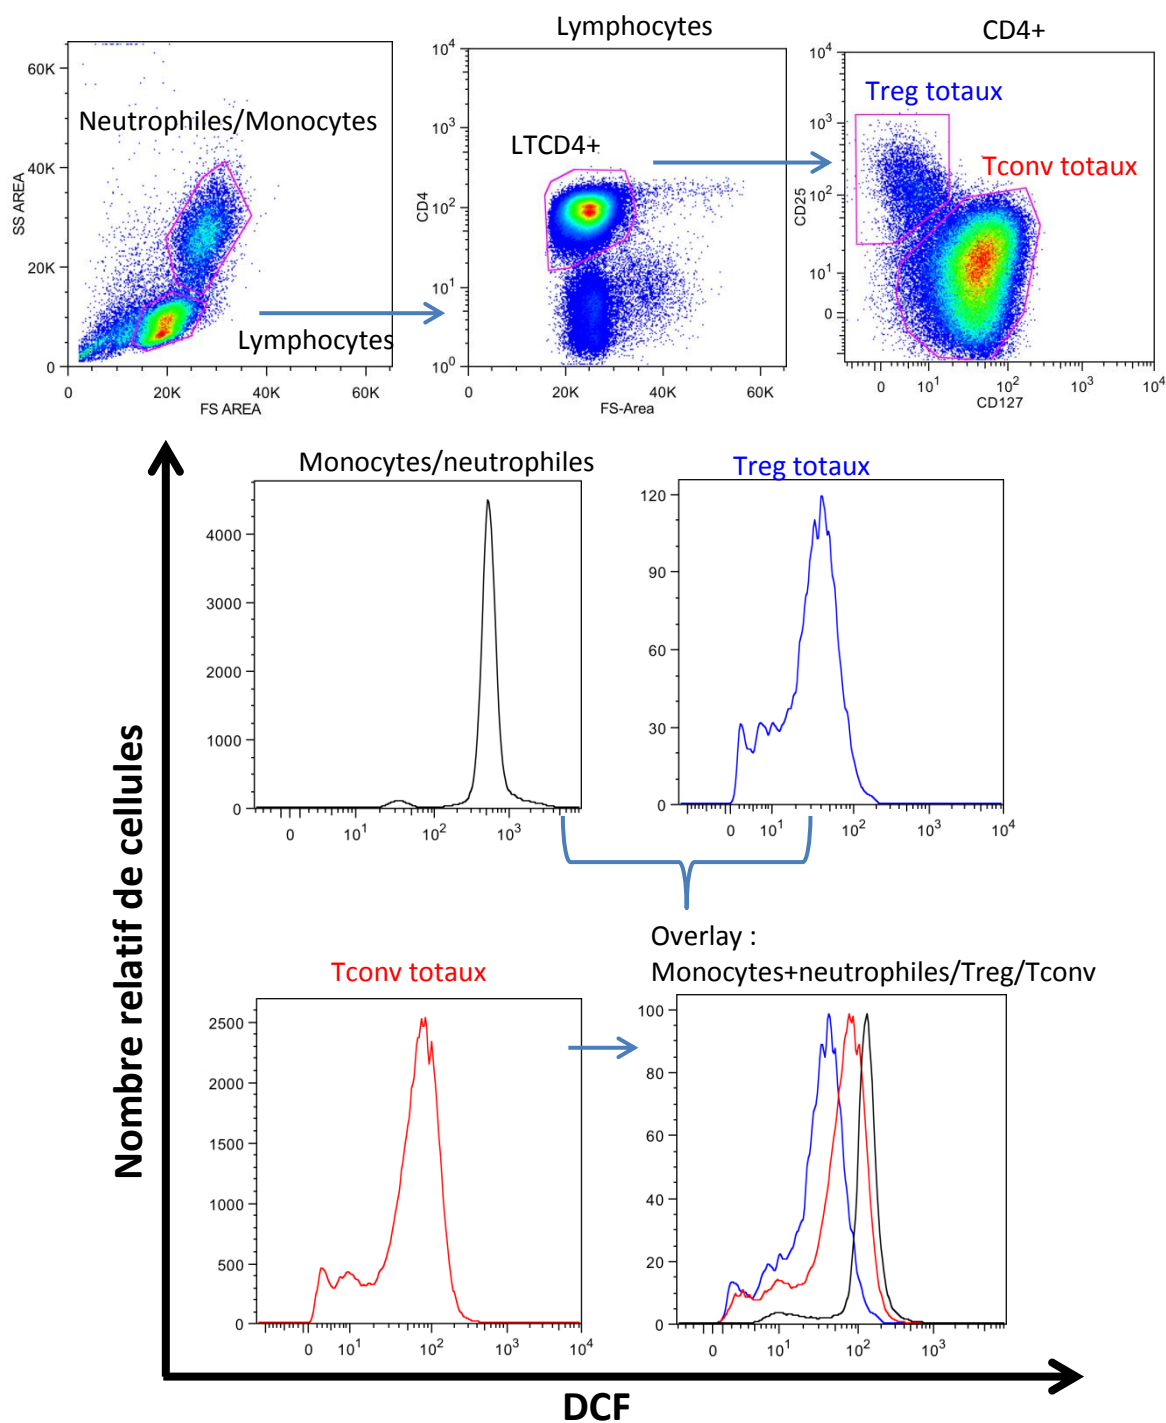 Lymphocytes
CD4+
60K
40K
20K
0
SS AREA
Neutrophiles/Monocytes
Lymphocytes
0
20K
40K
60K
FS AREA
10^4
10^3
10^2
10^1
10^0
CD4
LTCD4+
20K
40K
60K
0
FS-Area
10^4
10^3
10^2
10^1
0
CD25
Treg totaux
Tconv totaux
0
10^1
10^2
10^3
10^4
CD127
Monocytes/neutrophiles
4000
3000
2000
1000
0
0
10^1
10^2
10^3
Treg totaux
120
90
60
30
0
0
10^1
10^2
10^3
10^4
Nombre relatif de cellules
Tconv totaux
2500
2000
1500
1000
500
0
0
10^1
10^2
10^3
10^4
Overlay :
Monocytes+neutrophiles/Treg/Tconv
100
80
60
40
20
0
0
10^1
10^2
10^3
DCF